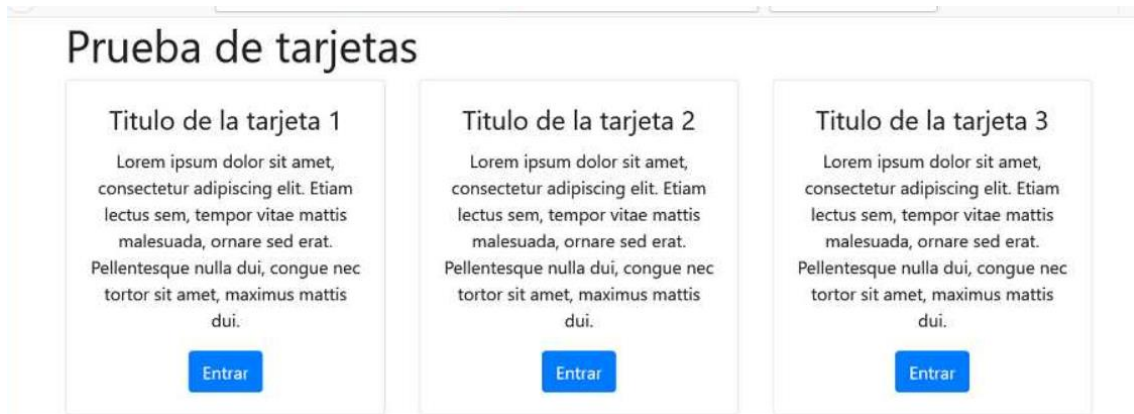 Prueba de tarjetas
Titulo de la tarjeta 1
Lorem ipsum dolor sit amet,
consectetur adipiscing elit. Etiam
lectus sem, tempor vitae mattis
malesuada, ornare sed erat.
Pellentesque nulla dui, congue nec
tortor sit amet, maximus mattis
dui.
Entrar
Titulo de la tarjeta 2
Lorem ipsum dolor sit amet,
consectetur adipiscing elit. Etiam
lectus sem, tempor vitae mattis
malesuada, ornare sed erat.
Pellentesque nulla dui, congue nec
tortor sit amet, maximus mattis
dui.
Entrar
Titulo de la tarjeta 3
Lorem ipsum dolor sit amet,
consectetur adipiscing elit. Etiam
lectus sem, tempor vitae mattis
malesuada, ornare sed erat.
Pellentesque nulla dui, congue nec
tortor sit amet, maximus mattis
dui.
Entrar